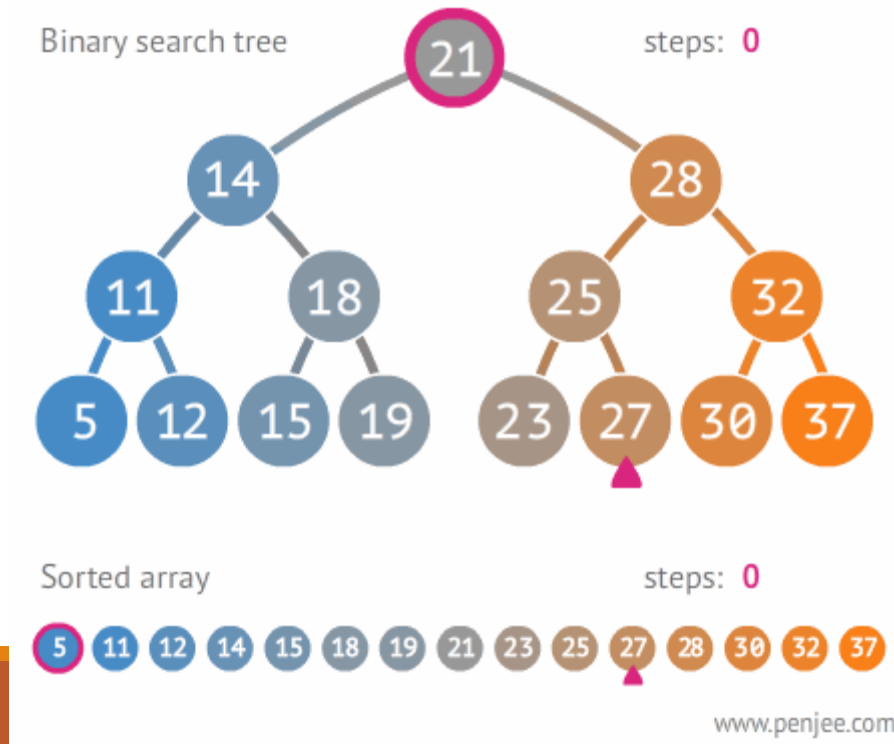 Binary search tree
steps: 0
21
14
28
11
18
25
32
5
12
15
19
23
27
30
37
Sorted array
steps: 0
5 11 12 14 15 18 19 21 23 25 27 28 30 32 37
www.penjee.com